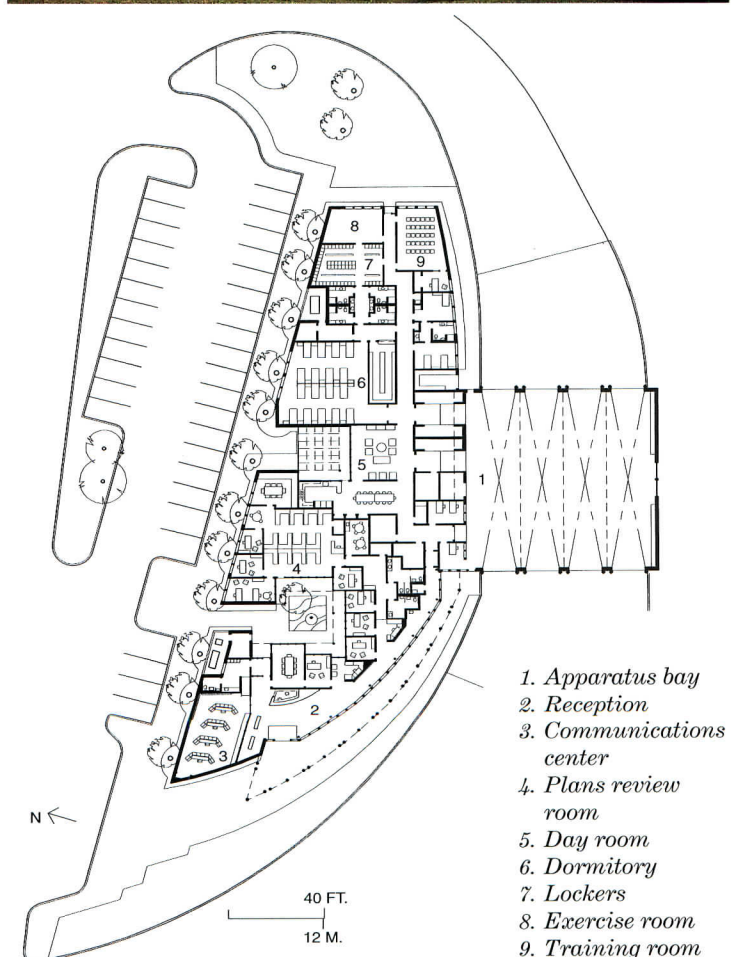 8
9
7
6
5
1
4
2
3
N
40 FT.
12 M.
1. Apparatus bay
2. Reception
3. Communications
center
4. Plans review
room
5. Day room
6. Dormitory
7. Lockers
8. Exercise room
9. Training room